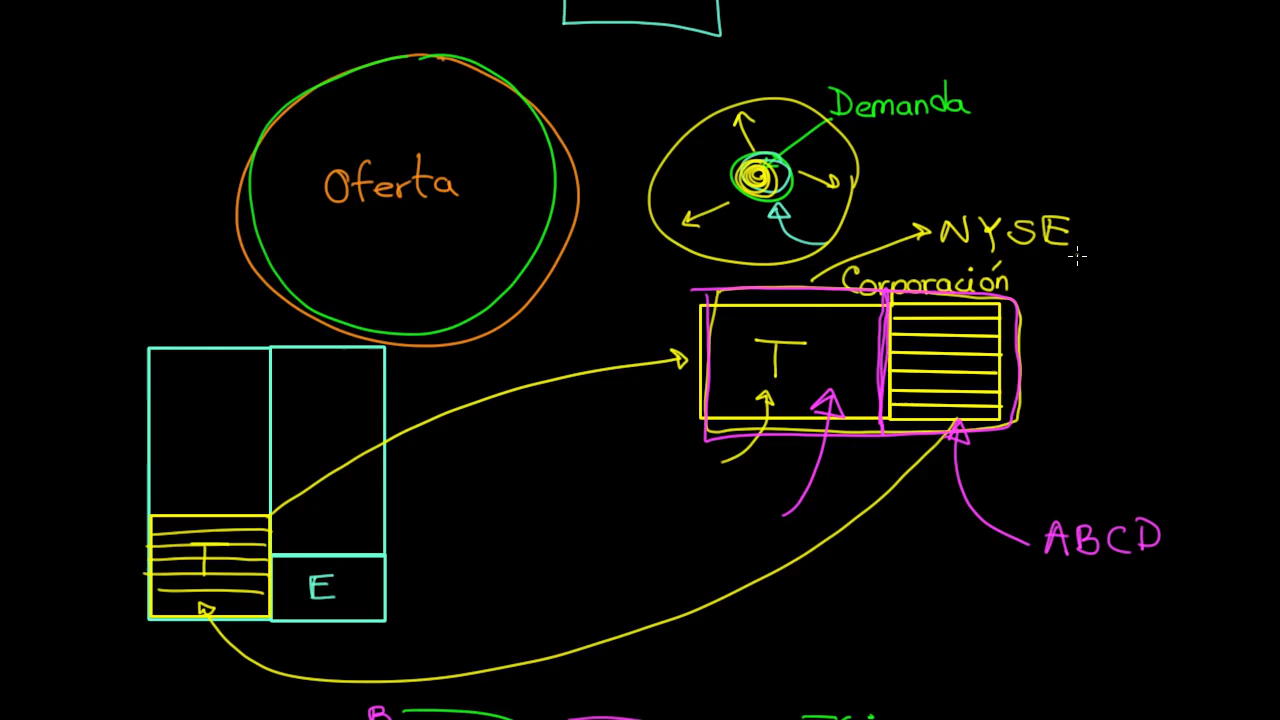 Demanda
Oferta
NYSE
Corporación
T
ABCD
T
E
B